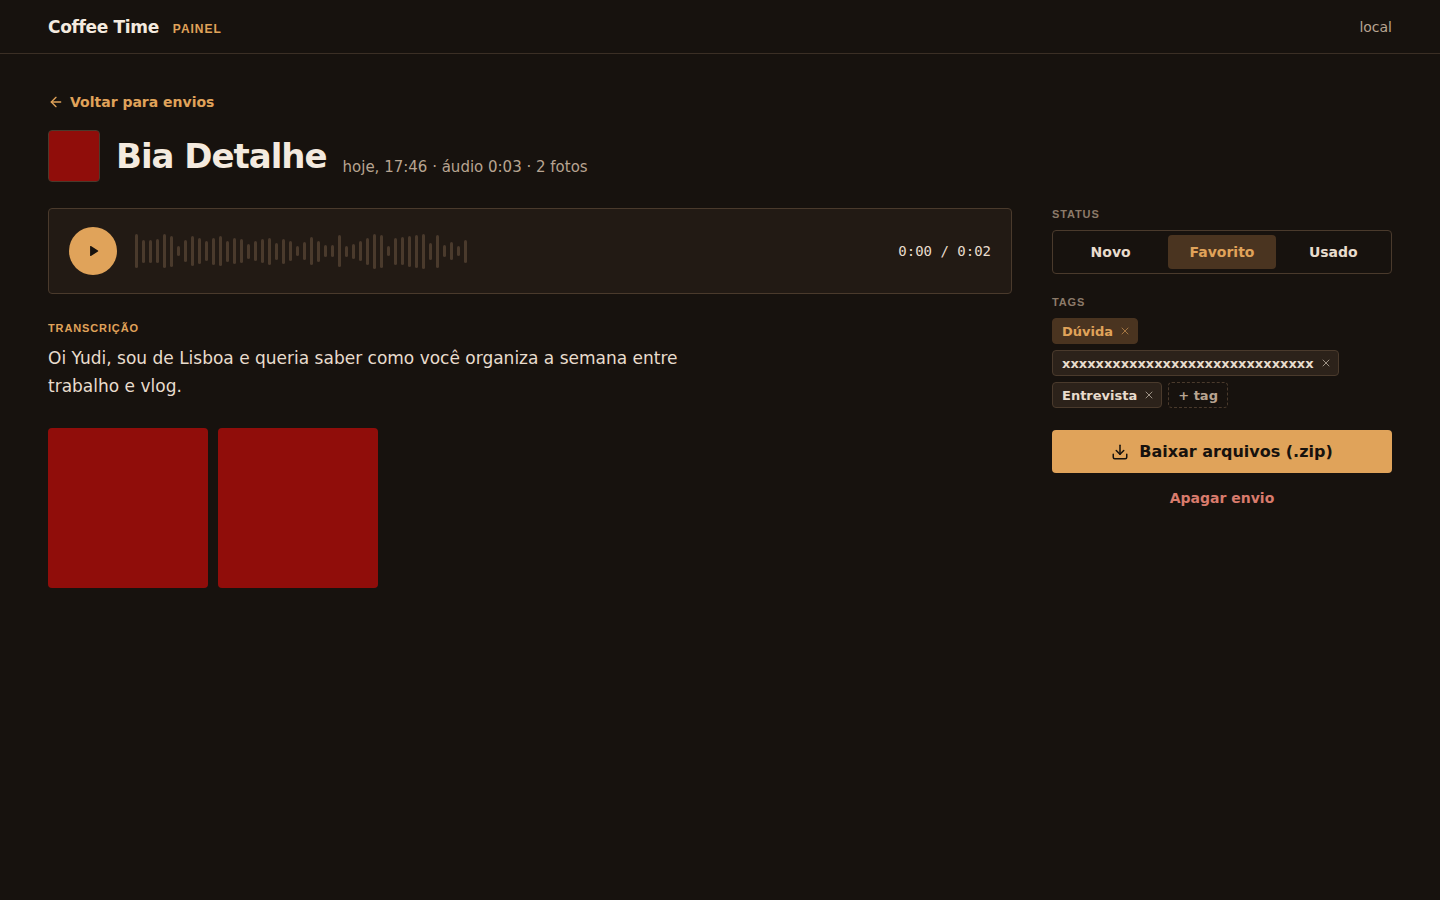 Coffee Time PAINEL
local
Voltar para envios
Bia Detalhe hoje, 17:46 · áudio 0:03 · 2 fotos
0:00 / 0:02
TRANSCRIÇÃO
Oi Yudi, sou de Lisboa e queria saber como você organiza a semana entre
trabalho e vlog.
STATUS
Novo Favorito Usado
TAGS
Dúvida
xxxxxxxxxxxxxxxxxxxxxxxxxxxxxx
Entrevista + tag
Baixar arquivos (.zip)
Apagar envio